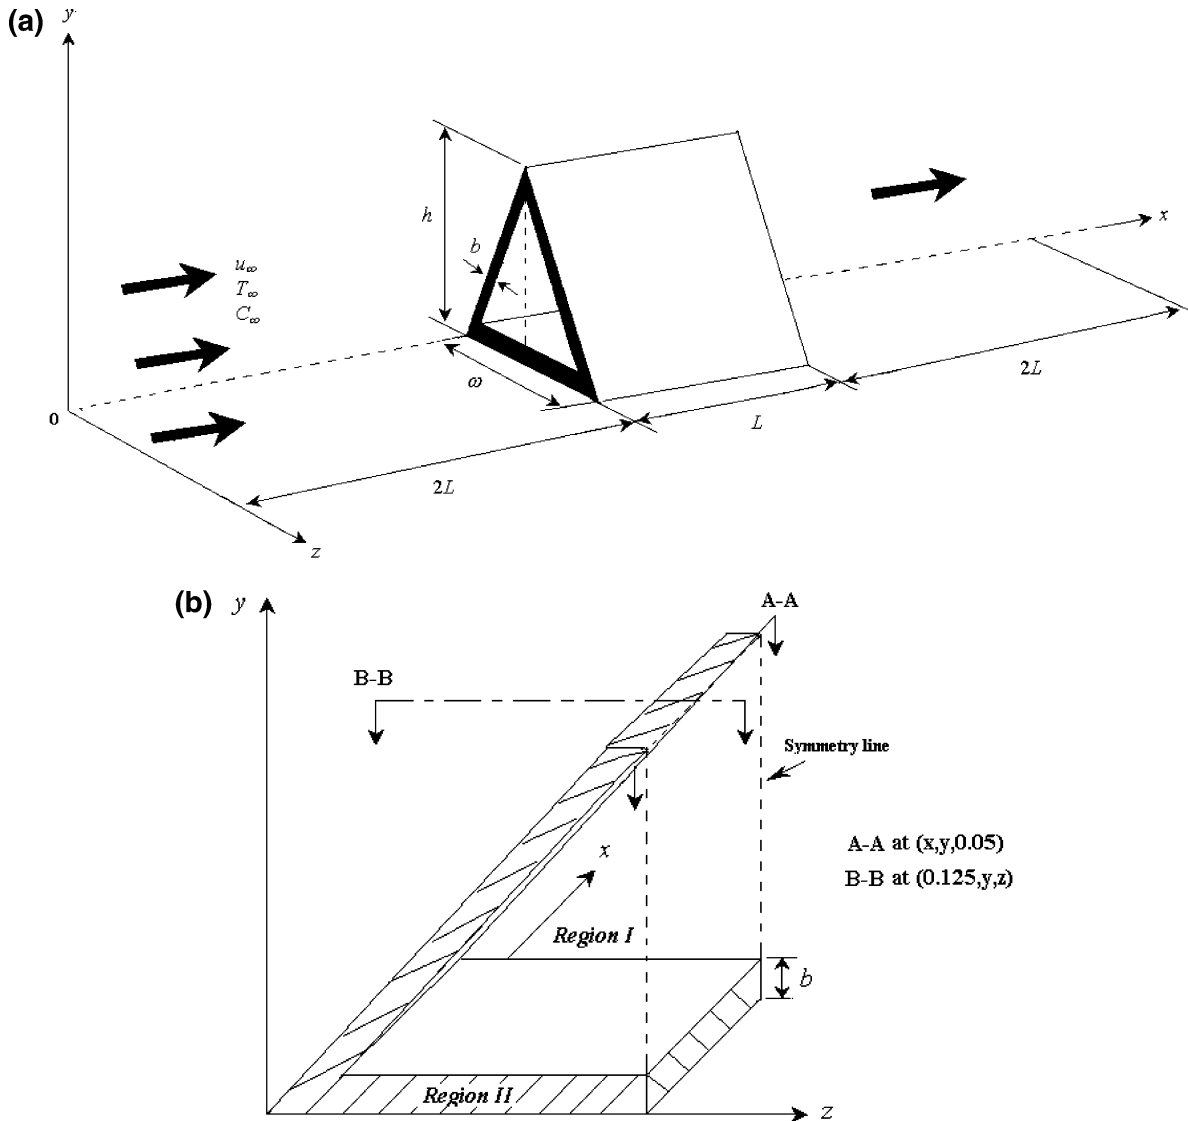 (a)
y
h
b
x
u∞
T∞
C∞
2L
ω
L
0
2L
z
(b)
y
A-A
B-B
Symmetry line
x
A-A at (x,y,0.05)
B-B at (0.125,y,z)
Region I
b
Region II
z